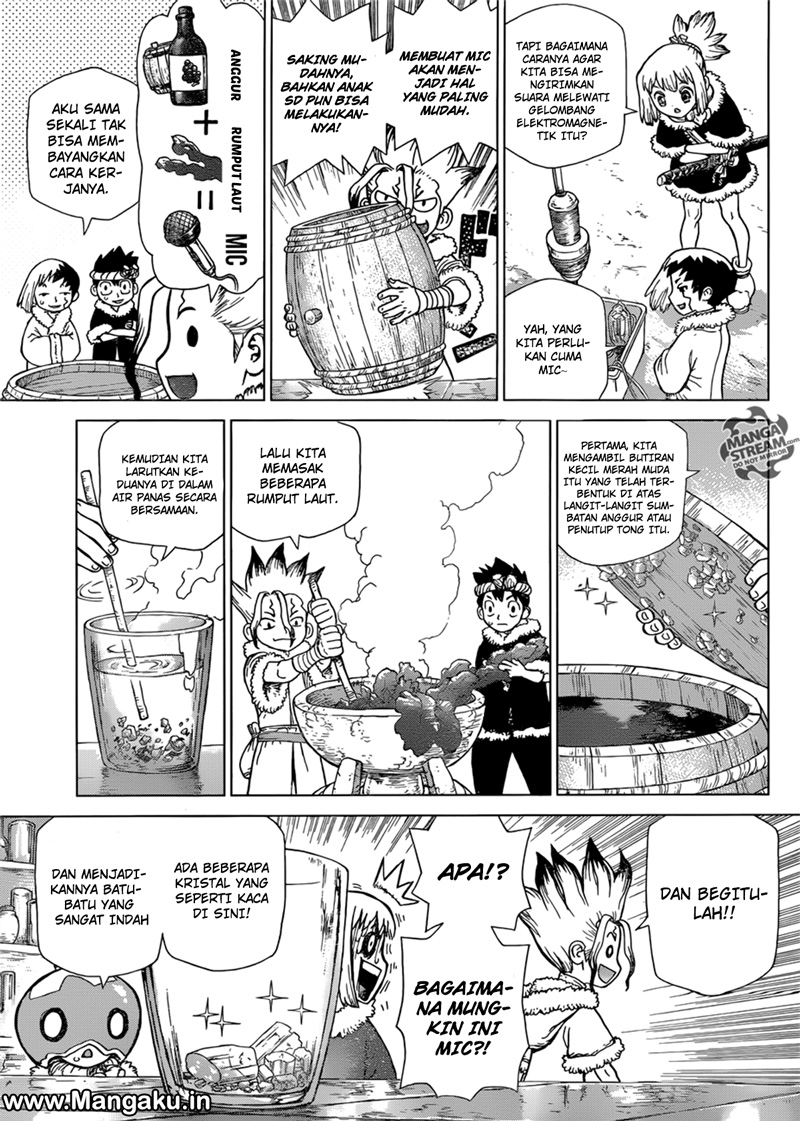 TAPI BAGAIMANA
CARANYA AGAR
KITA BISA ME-
NGIRIMKAN
SUARA MELEWATI
GELOMBANG
ELEKTROMAGNE-
TIK ITU?
YAH, YANG
KITA PERLU-
KAN CUMA
MIC~
MEMBUAT MIC
AKAN MEN-
JADI HAL
YANG PALING
MUDAH.
SAKING MU-
DAHNYA,
BAHKAN ANAK
SD PUN BISA
MELAKUKAN-
NYA!
ANGGUR
+
RUMPUT LAUT
=
MIC
AKU SAMA
SEKALI TAK
BISA MEM-
BAYANGKAN
CARA KER-
JANYA.
MANGA
STREAM.com
DO NOT MIRROR!
PERTAMA, KITA
MENGAMBIL BUTIRAN
KECIL MERAH MUDA
ITU YANG TELAH TER-
BENTUK DI ATAS
LANGIT-LANGIT SUM-
BATAN ANGGUR ATAU
PENUTUP TONG ITU.
LALU KITA
MEMASAK
BEBERAPA
RUMPUT LAUT.
KEMUDIAN KITA
LARUTKAN KE-
DUANYA DI DALAM
AIR PANAS SECARA
BERSAMAAN.
DAN BEGITU-
LAH!!
APA!?
BAGAIMA-
NA MUNG-
KIN INI
MIC?!
ADA BEBERAPA
KRISTAL YANG
SEPERTI KACA
DI SINI!
DAN MENJADI-
KANNYA BATU-
BATU YANG
SANGAT INDAH
www.Mangaku.in